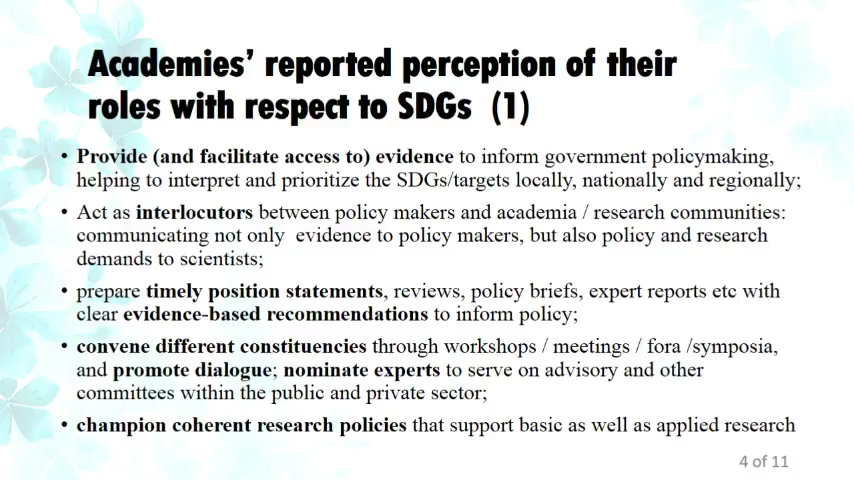 Academies’ reported perception of their
roles with respect to SDGs (1)
• Provide (and facilitate access to) evidence to inform government policymaking,
helping to interpret and prioritize the SDGs/targets locally, nationally and regionally;
• Act as interlocutors between policy makers and academia / research communities:
communicating not only evidence to policy makers, but also policy and research
demands to scientists;
• prepare timely position statements, reviews, policy briefs, expert reports etc with
clear evidence-based recommendations to inform policy;
• convene different constituencies through workshops / meetings / fora /symposia,
and promote dialogue; nominate experts to serve on advisory and other
committees within the public and private sector;
• champion coherent research policies that support basic as well as applied research
4 of 11